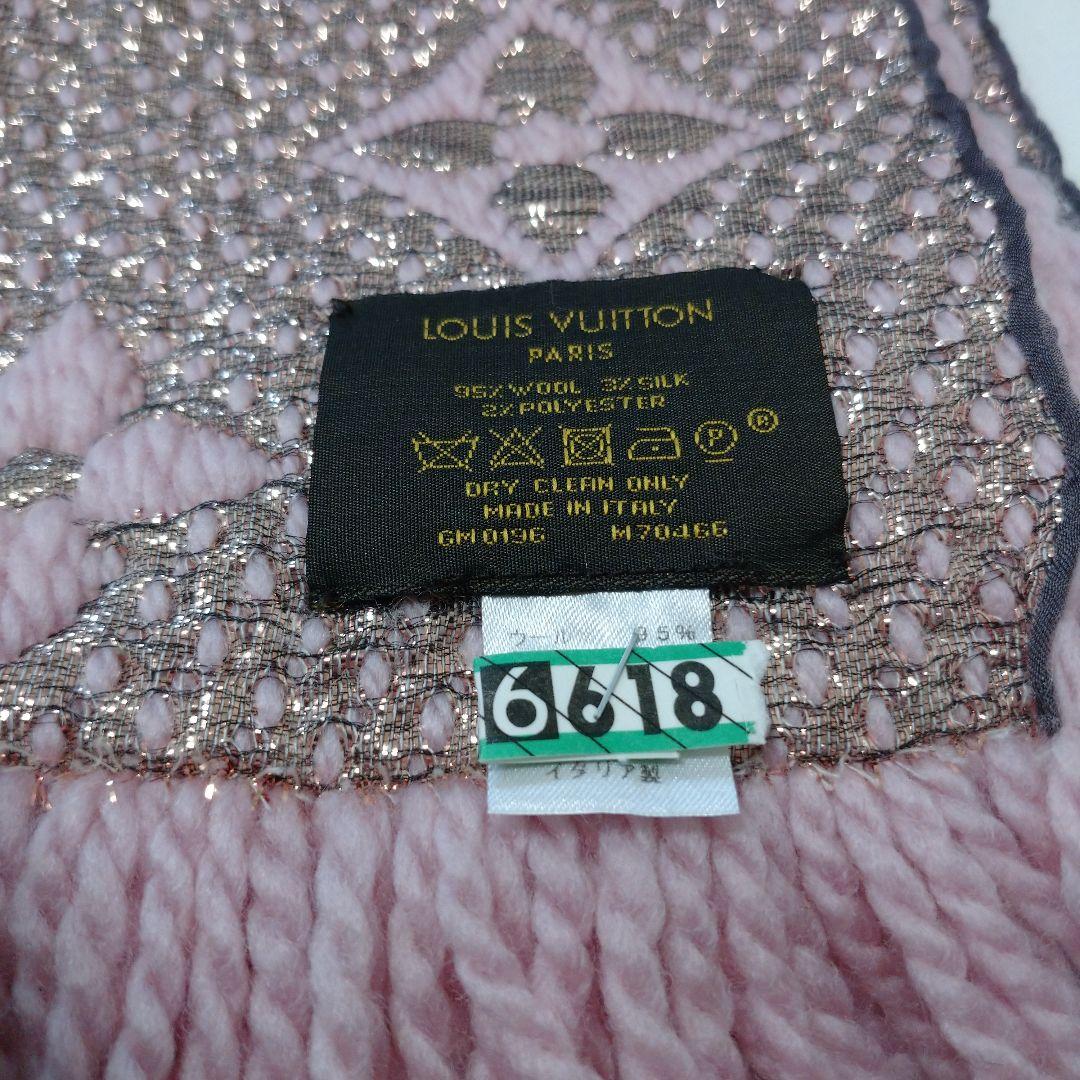 LOUIS VUITTON
PARIS
95% WOOL 3% SILK
2% POLYESTER
P ®
DRY CLEAN ONLY
MADE IN ITALY
GM0196 M70466
ウール 95%
6618
イタリア製